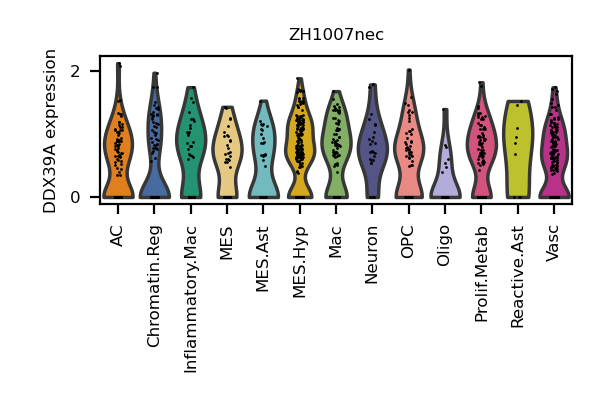 ZH1007nec
DDX39A expression
2
0
AC
Chromatin.Reg
Inflammatory.Mac
MES
MES.Ast
MES.Hyp
Mac
Neuron
OPC
Oligo
Prolif.Metab
Reactive.Ast
Vasc